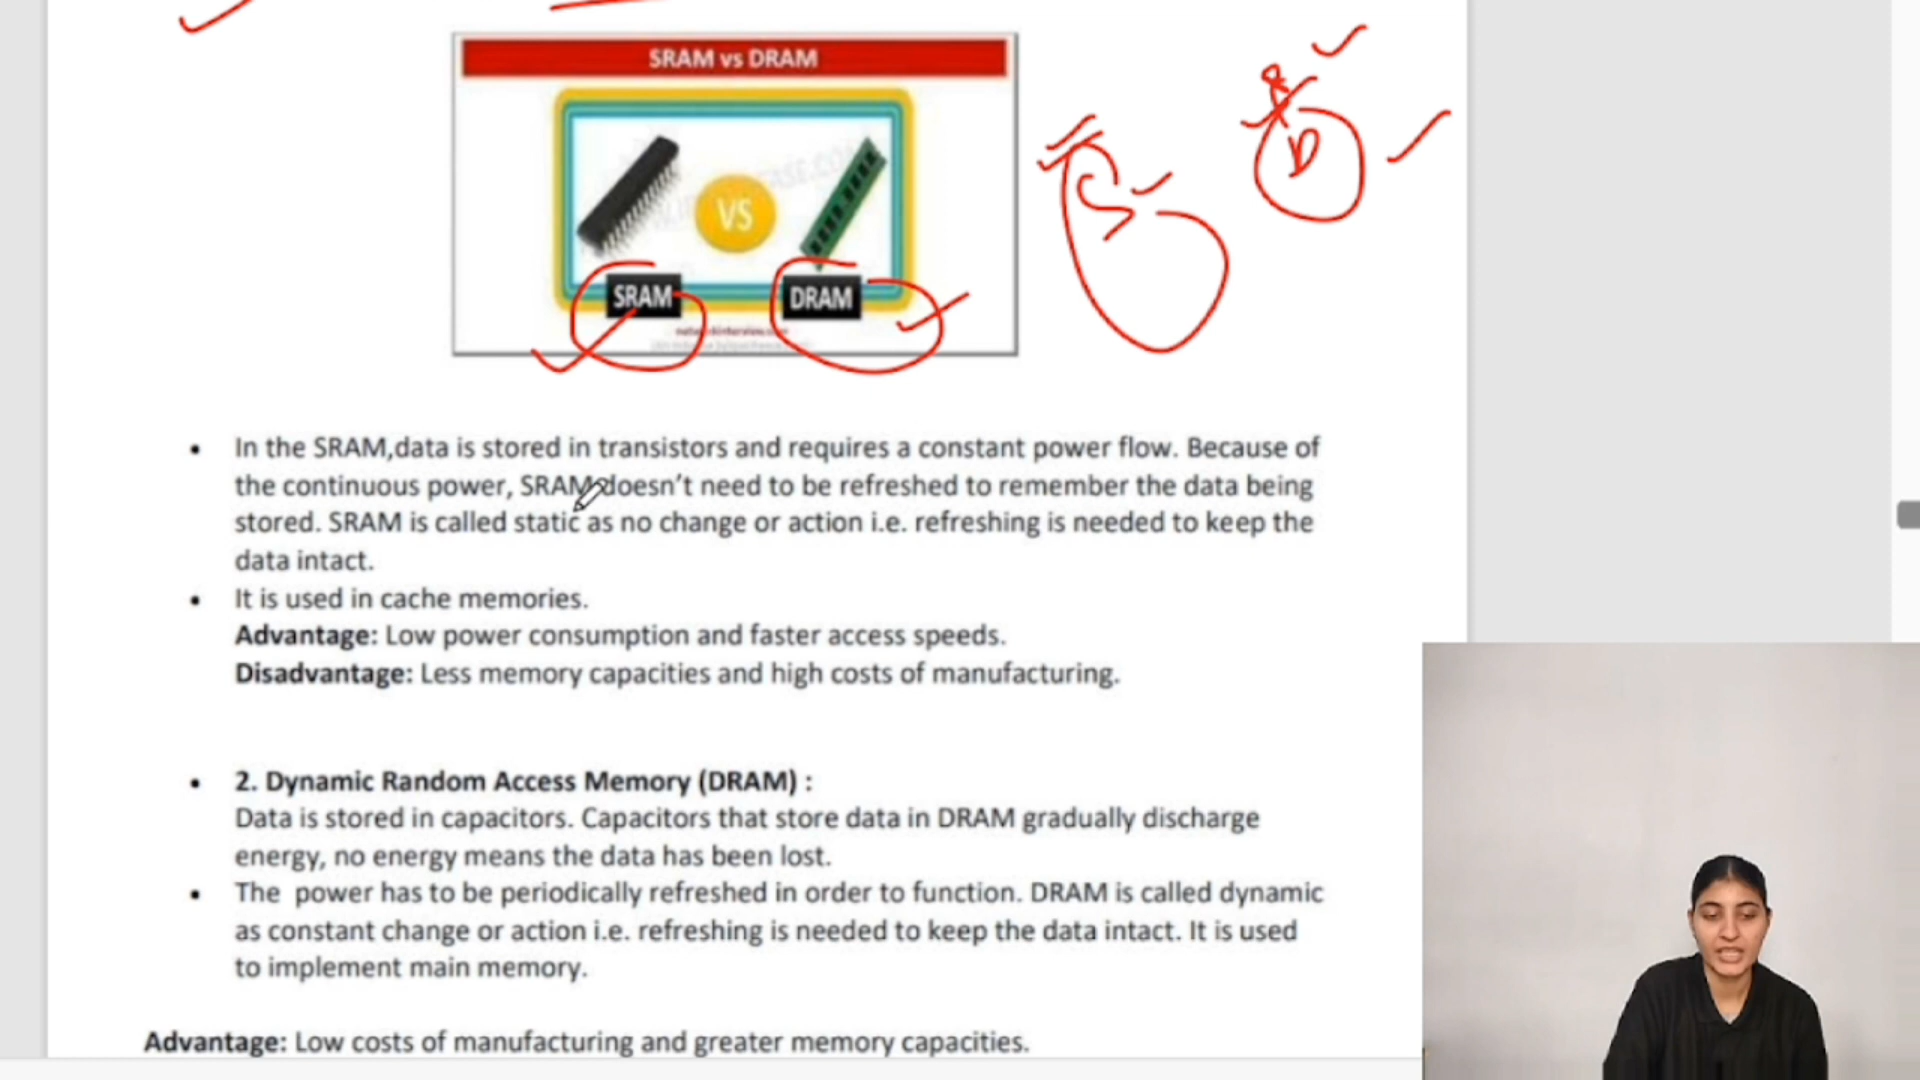 SRAM vs DRAM
VS
SRAM
DRAM
S
D
• In the SRAM,data is stored in transistors and requires a constant power flow. Because of
the continuous power, SRAM doesn't need to be refreshed to remember the data being
stored. SRAM is called static as no change or action i.e. refreshing is needed to keep the
data intact.
• It is used in cache memories.
Advantage: Low power consumption and faster access speeds.
Disadvantage: Less memory capacities and high costs of manufacturing.
• 2. Dynamic Random Access Memory (DRAM) :
Data is stored in capacitors. Capacitors that store data in DRAM gradually discharge
energy, no energy means the data has been lost.
• The power has to be periodically refreshed in order to function. DRAM is called dynamic
as constant change or action i.e. refreshing is needed to keep the data intact. It is used
to implement main memory.
Advantage: Low costs of manufacturing and greater memory capacities.